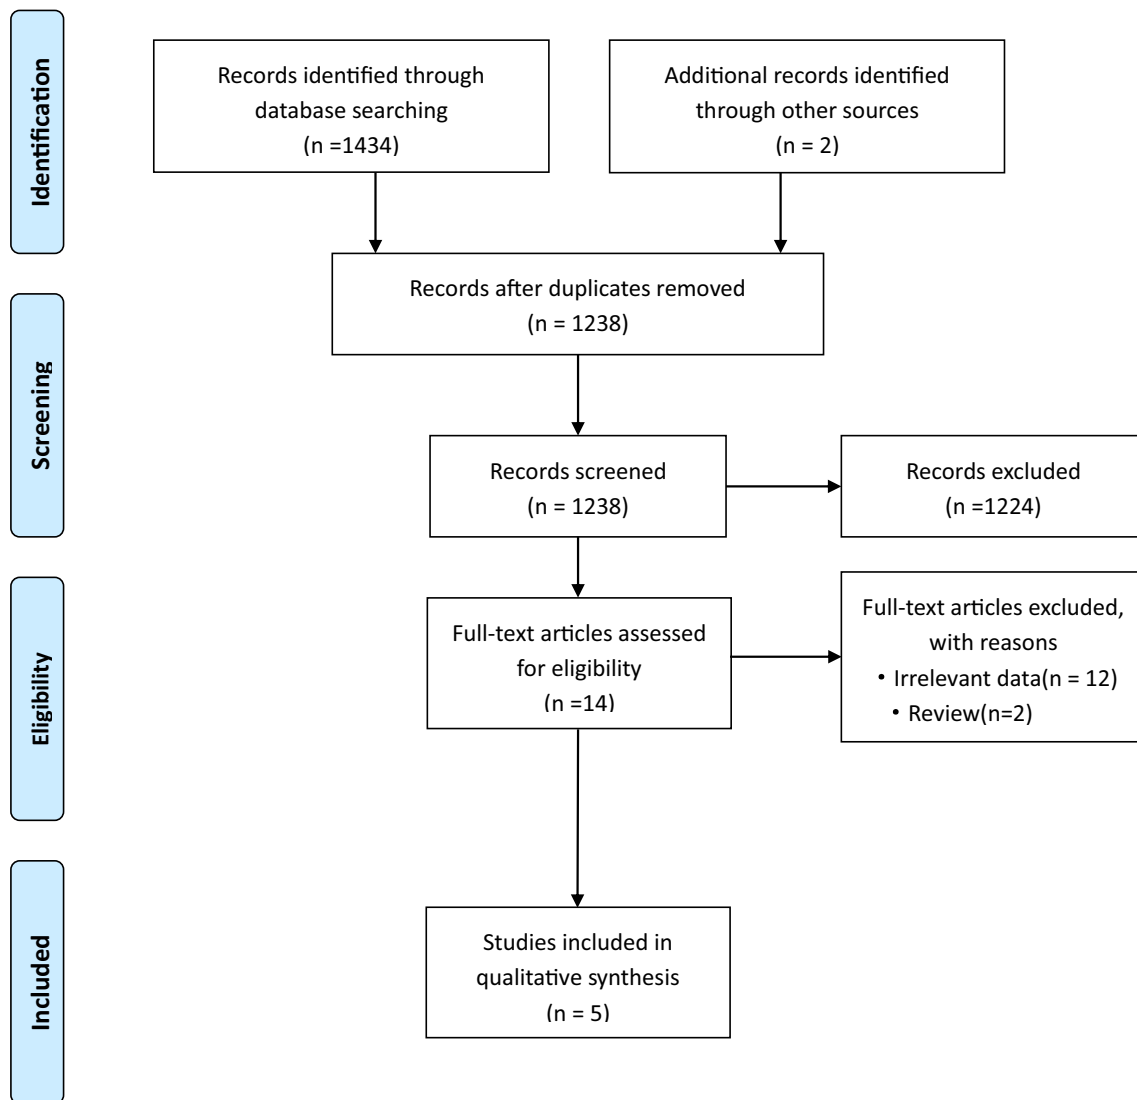 Identification
Records identified through
database searching
(n =1434)
Additional records identified
through other sources
(n = 2)
Records after duplicates removed
(n = 1238)
Screening
Records screened
(n = 1238)
Records excluded
(n =1224)
Eligibility
Full-text articles assessed
for eligibility
(n =14)
Full-text articles excluded,
with reasons
• Irrelevant data(n = 12)
• Review(n=2)
Included
Studies included in
qualitative synthesis
(n = 5)